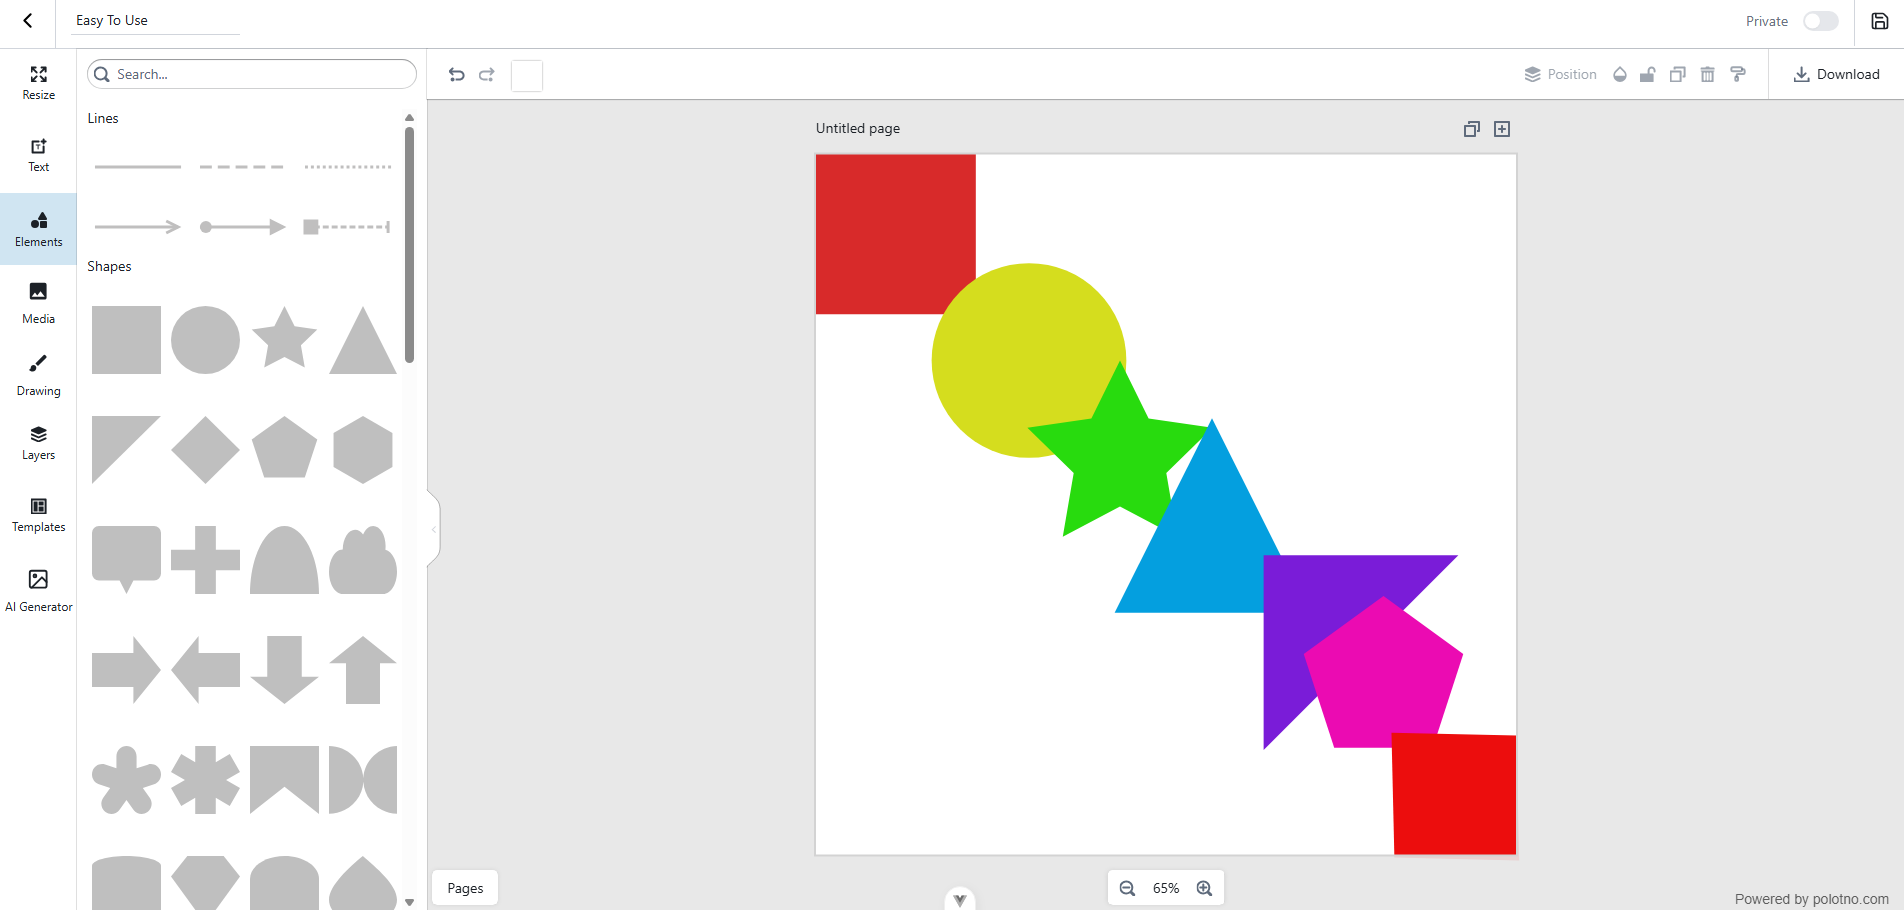 Easy To Use
Private
Resize
Text
Elements
Media
Drawing
Layers
Templates
AI Generator
Search...
Lines
Shapes
Position
Download
Untitled page
Pages
65%
Powered by polotno.com